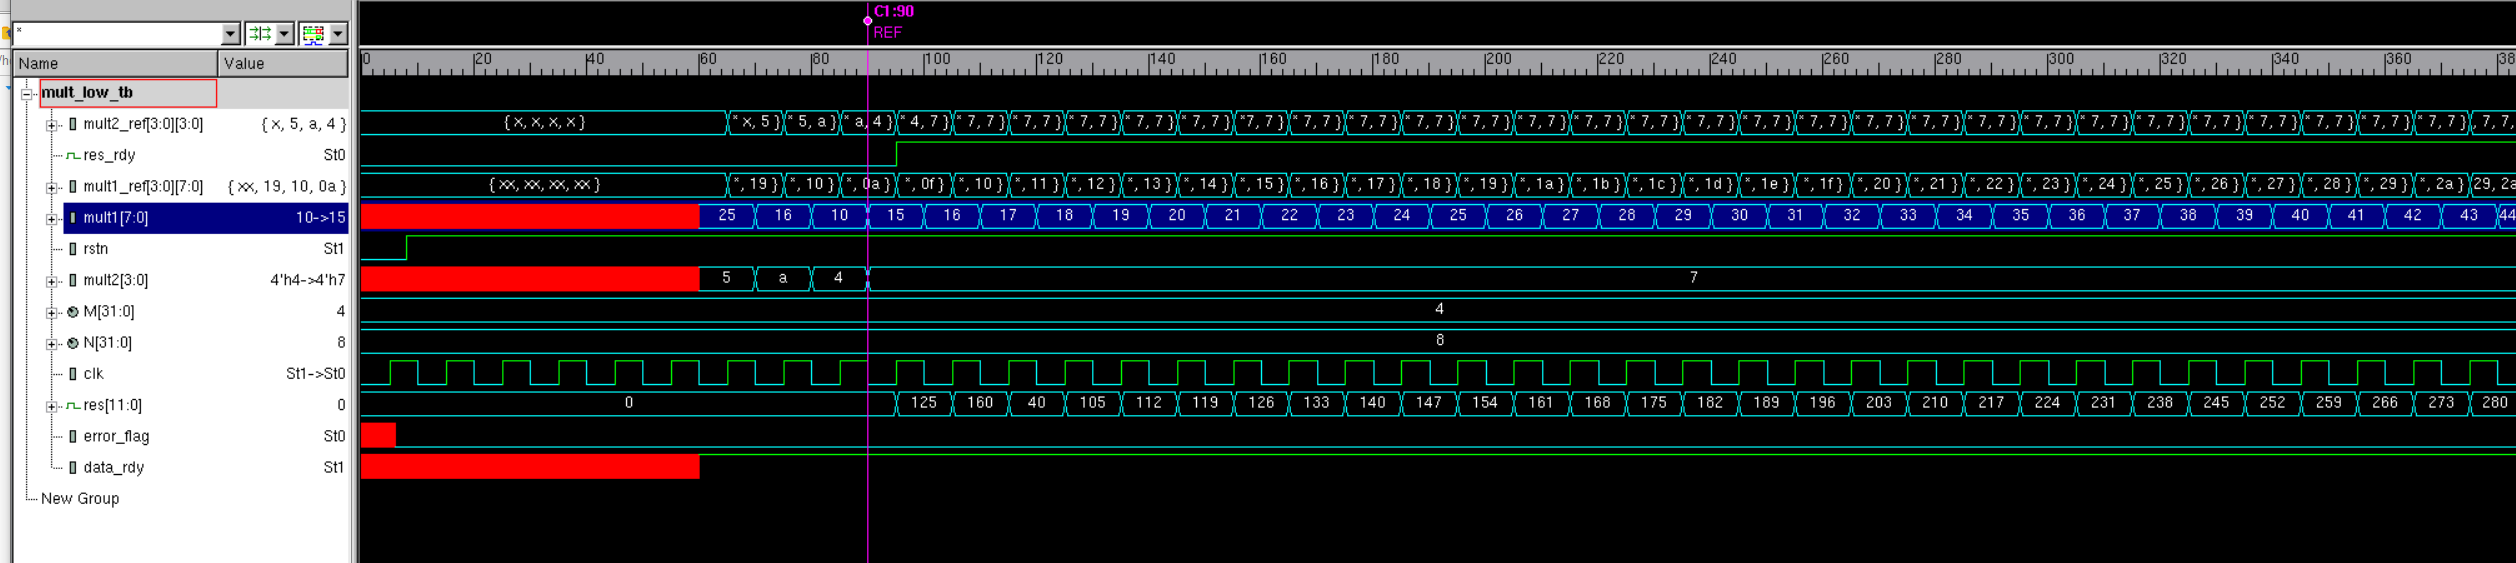 C1:90
*
REF
Name Value
0 20 40 60 80 100 120 140 160 180 200 220 240 260 280 300 320 340 360 38
mult_low_tb
mult2_ref[3:0][3:0] { x, 5, a, 4 } { x, x, x, x } * x, 5 } * 5, a } * a, 4 } * 4, 7 } * 7, 7 } * 7, 7 } * 7, 7 } * 7, 7 } * 7, 7 } * 7, 7 } * 7, 7 } * 7, 7 } * 7, 7 } * 7, 7 } * 7, 7 } * 7, 7 } * 7, 7 } * 7, 7 } * 7, 7 } * 7, 7 } * 7, 7 } * 7, 7 } * 7, 7 } * 7, 7 } * 7, 7 } * 7, 7 } * 7, 7 } * 7, 7 } * 7, 7 } * 7, 7 } * 7, 7 } , 7, 7,
res_rdy St0
mult1_ref[3:0][7:0] { xx, 19, 10, 0a } { xx, xx, xx, xx } *, 19 } *, 10 } *, 0a } *, 0f } *, 10 } *, 11 } *, 12 } *, 13 } *, 14 } *, 15 } *, 16 } *, 17 } *, 18 } *, 19 } *, 1a } *, 1b } *, 1c } *, 1d } *, 1e } *, 1f } *, 20 } *, 21 } *, 22 } *, 23 } *, 24 } *, 25 } *, 26 } *, 27 } *, 28 } *, 29 } *, 2a } 29, 2a
mult1[7:0] 10->15 25 16 10 15 16 17 18 19 20 21 22 23 24 25 26 27 28 29 30 31 32 33 34 35 36 37 38 39 40 41 42 43 44
rstn St1
mult2[3:0] 4'h4->4'h7 5 a 4 7
M[31:0] 4 4
N[31:0] 8 8
clk St1->St0
res[11:0] 0 0 125 160 40 105 112 119 126 133 140 147 154 161 168 175 182 189 196 203 210 217 224 231 238 245 252 259 266 273 280
error_flag St0
data_rdy St1
New Group